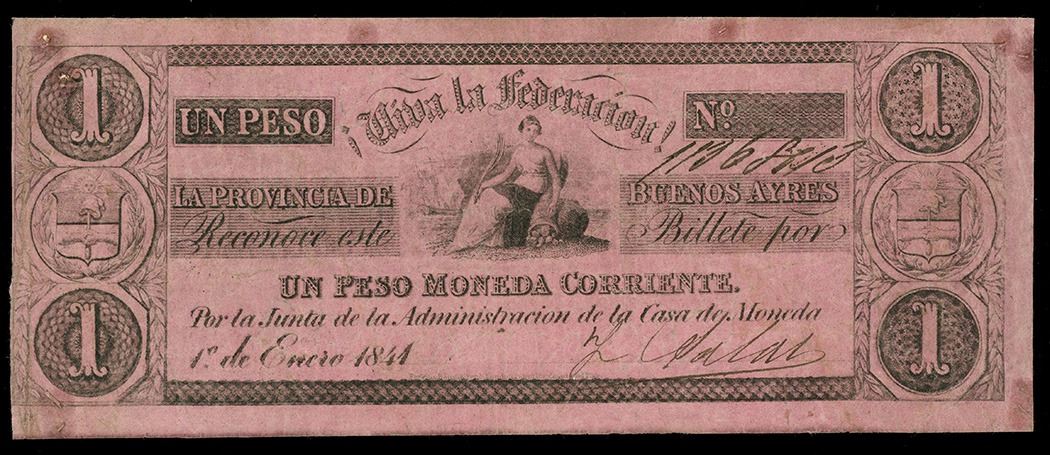 1 1
¡Viva la Federacion!
UN PESO Nº
LA PROVINCIA DE BUENOS AYRES
Reconoce este Billete por
UN PESO MONEDA CORRIENTE.
Por la Junta de la Administracion de la Casa de Moneda
1º de Enero 1841
1 1